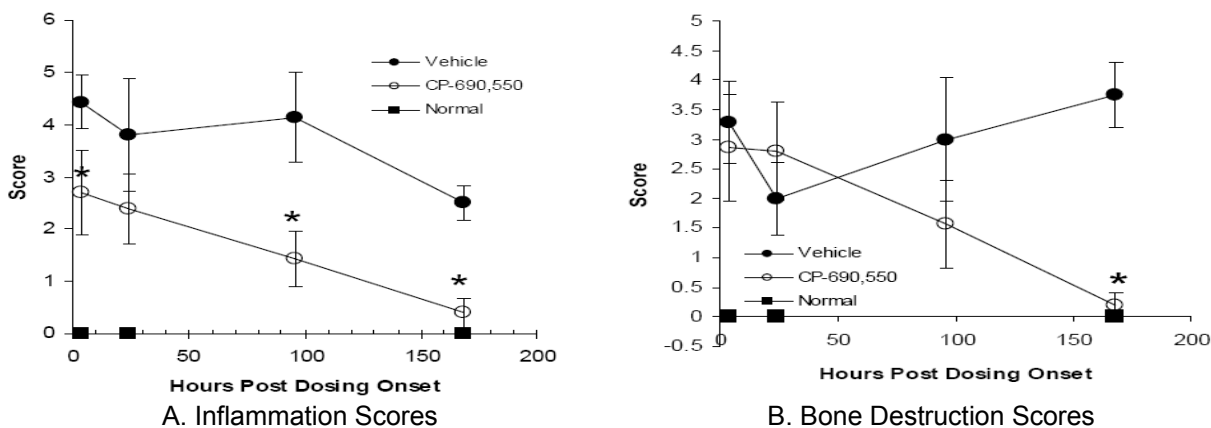 6
5
4
3
2
1
0
Score
Vehicle
CP-690,550
Normal
*
*
*
0
50
100
150
200
Hours Post Dosing Onset
A. Inflammation Scores
5
4.5
4
3.5
3
2.5
2
1.5
1
0.5
0
-0.5
Score
Vehicle
CP-690,550
Normal
*
0
50
100
150
200
Hours Post Dosing Onset
B. Bone Destruction Scores